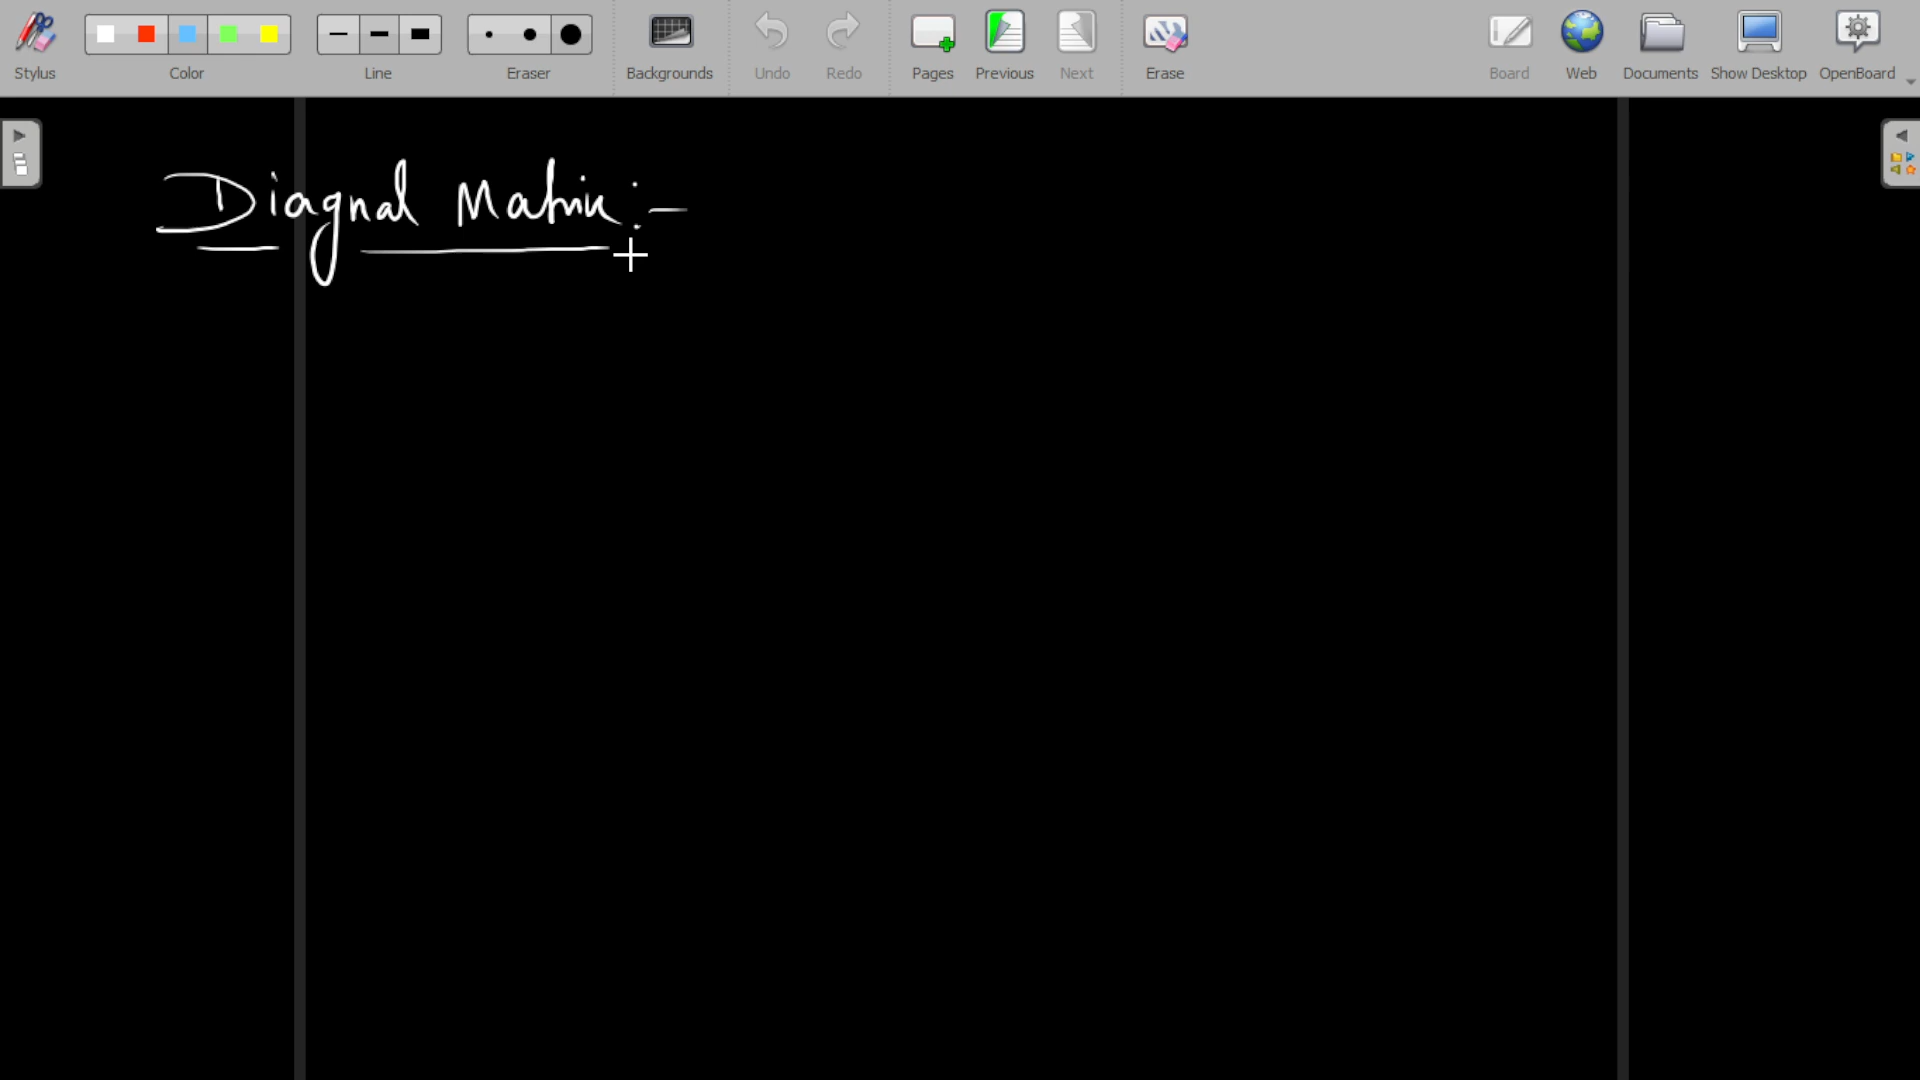 Stylus Color Line Eraser Backgrounds Undo Redo Pages Previous Next Erase Board Web Documents Show Desktop OpenBoard
Diagnal Matrix :-